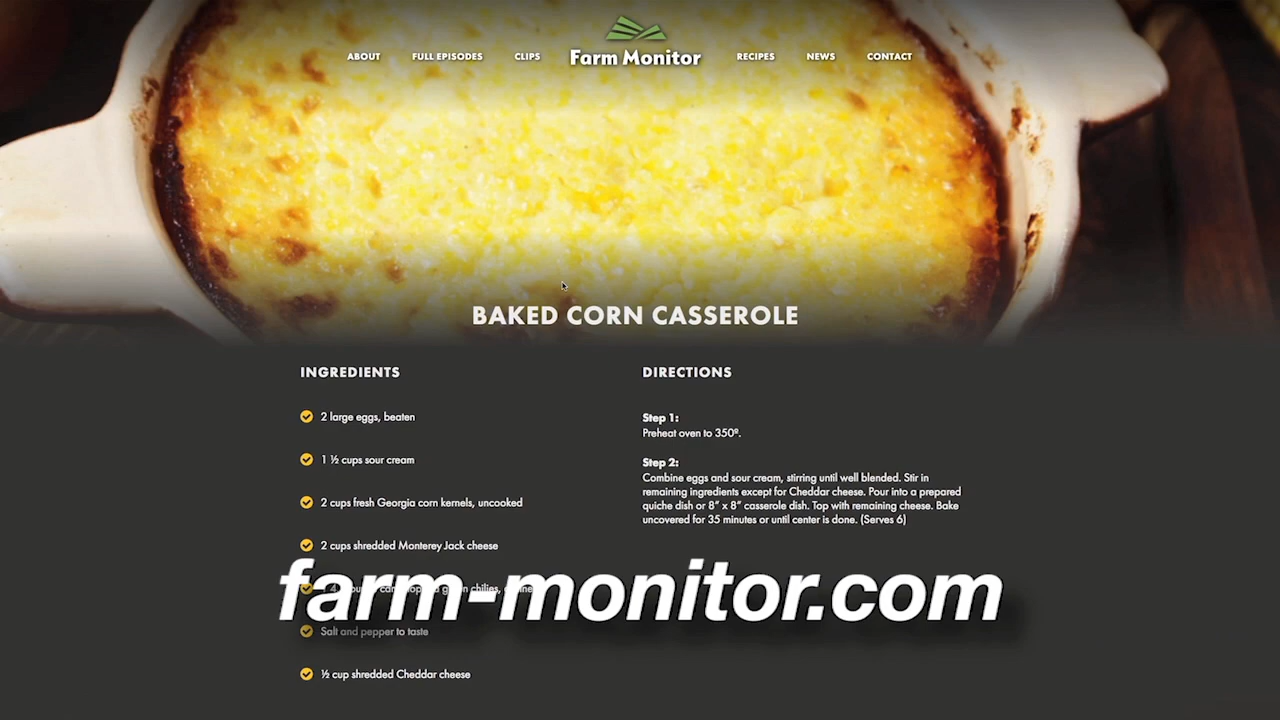 ABOUT
FULL EPISODES
CLIPS
Farm Monitor
RECIPES
NEWS
CONTACT
BAKED CORN CASSEROLE
INGREDIENTS
2 large eggs, beaten
1 ½ cups sour cream
2 cups fresh Georgia corn kernels, uncooked
2 cups shredded Monterey Jack cheese
chilies,
Salt and pepper to taste
½ cup shredded Cheddar cheese
DIRECTIONS
Step 1:
Preheat oven to 350º.
Step 2:
Combine eggs and sour cream, stirring until well blended. Stir in
remaining ingredients except for Cheddar cheese. Pour into a prepared
quiche dish or 8” x 8” casserole dish. Top with remaining cheese. Bake
uncovered for 35 minutes or until center is done. (Serves 6)
farm-monitor.com